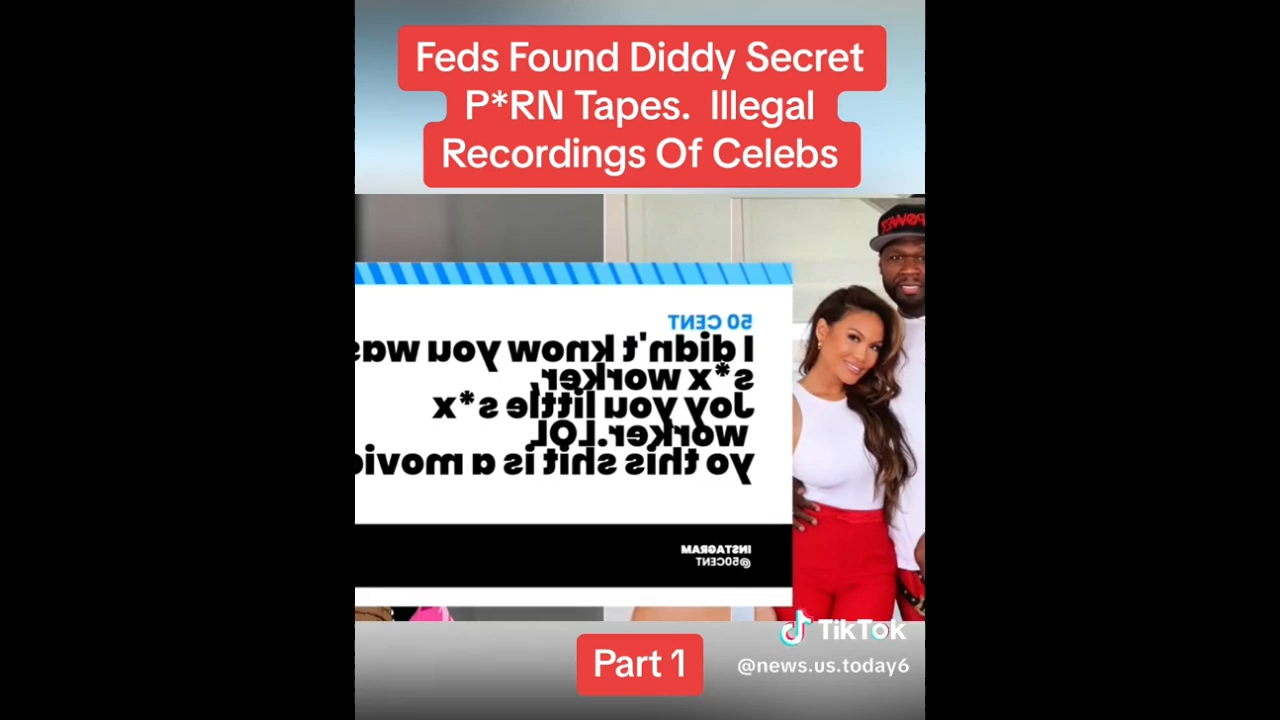 Feds Found Diddy Secret
P*RN Tapes. Illegal
Recordings Of Celebs
POWER
50 CENT
I didn't know you was
s*x worker,
Joy you little s*x
worker.LOL
yo this shit is a movie
INSTAGRAM
@50CENT
TikTok
Part 1
@news.us.today6